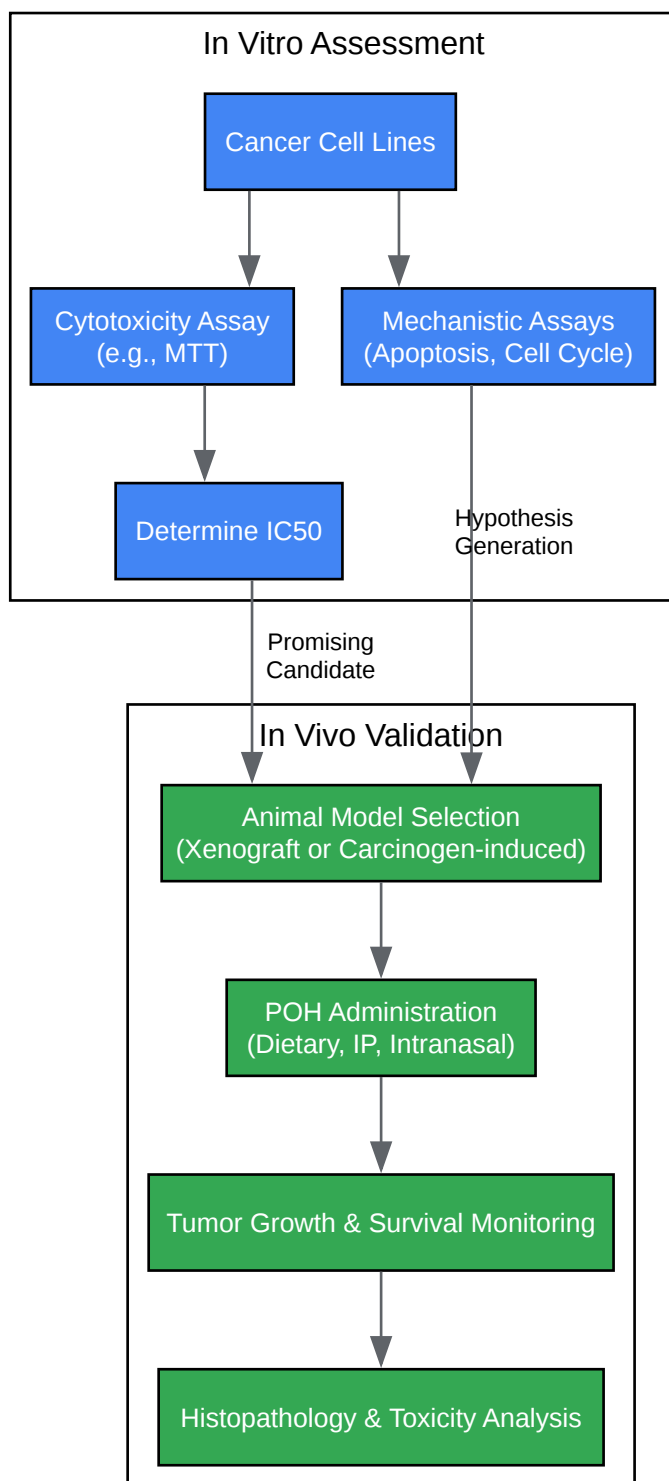 In Vitro Assessment
Cancer Cell Lines
Cytotoxicity Assay
(e.g., MTT)
Mechanistic Assays
(Apoptosis, Cell Cycle)
Determine IC50
Hypothesis
Generation
Promising
Candidate
In Vivo Validation
Animal Model Selection
(Xenograft or Carcinogen-induced)
POH Administration
(Dietary, IP, Intranasal)
Tumor Growth & Survival Monitoring
Histopathology & Toxicity Analysis